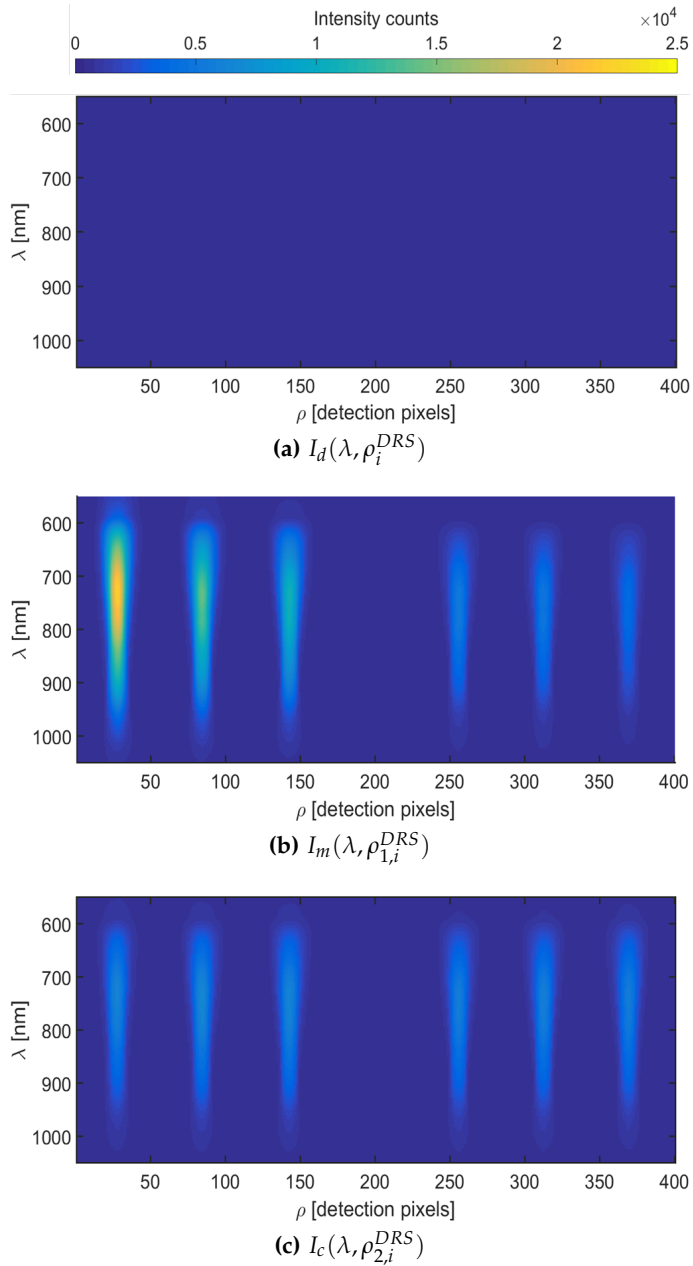 Intensity counts
×10⁴
0 0.5 1 1.5 2 2.5
600
700
800
900
1000
λ [nm]
50 100 150 200 250 300 350 400
ρ [detection pixels]
(a) I_d(λ, ρ_i^{DRS})
600
700
800
900
1000
λ [nm]
50 100 150 200 250 300 350 400
ρ [detection pixels]
(b) I_m(λ, ρ_{1,i}^{DRS})
600
700
800
900
1000
λ [nm]
50 100 150 200 250 300 350 400
ρ [detection pixels]
(c) I_c(λ, ρ_{2,i}^{DRS})